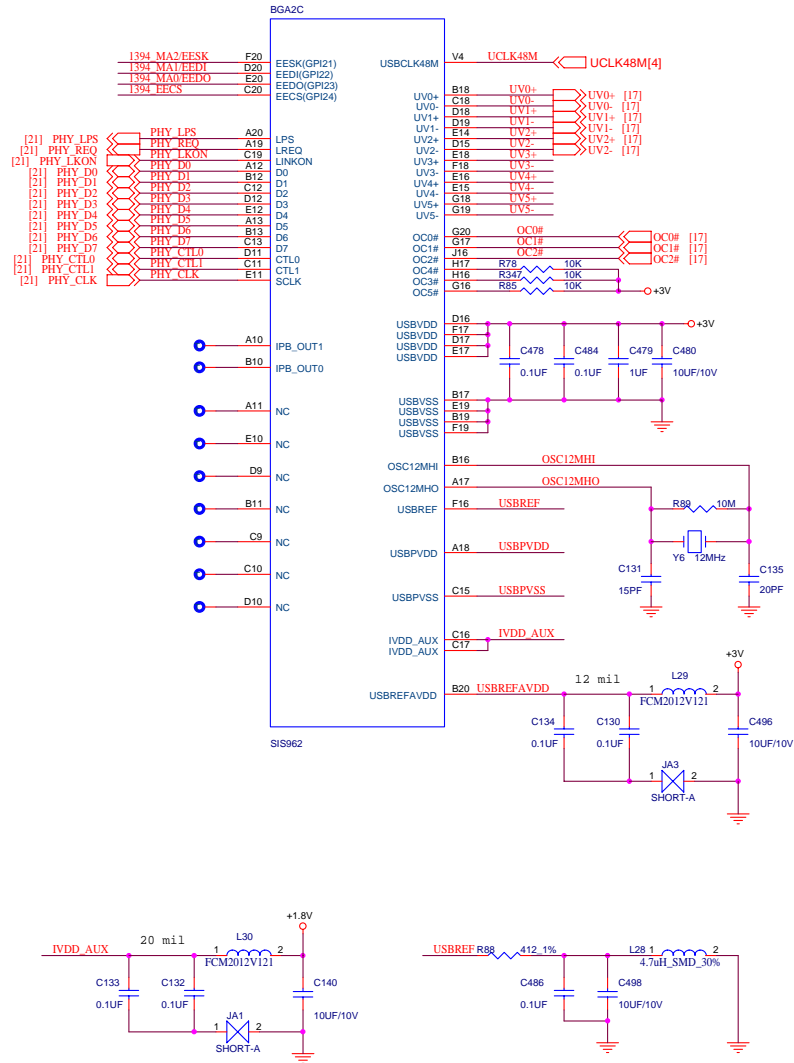 BGA2C
1394_MA2/EESK F20 EESK(GPI21)
1394_MA1/EEDI D20 EEDI(GPI22)
1394_MA0/EEDO E20 EEDO(GPI23)
1394_EECS C20 EECS(GPI24)
USBCLK48M V4 UCLK48M UCLK48M[4]
UV0+ B18 UV0+ UV0+ [17]
UV0- C18 UV0- UV0- [17]
UV1+ D18 UV1+ UV1+ [17]
UV1- D19 UV1- UV1- [17]
UV2+ E14 UV2+ UV2+ [17]
UV2- D15 UV2- UV2- [17]
UV3+ E18 UV3+
UV3- F18 UV3-
UV4+ E16 UV4+
UV4- E15 UV4-
UV5+ G18 UV5+
UV5- G19 UV5-
[21] PHY_LPS PHY_LPS A20 LPS
[21] PHY_REQ PHY_REQ A19 LREQ
[21] PHY_LKON PHY_LKON C19 LINKON
[21] PHY_D0 PHY_D0 A12 D0
[21] PHY_D1 PHY_D1 B12 D1
[21] PHY_D2 PHY_D2 C12 D2
[21] PHY_D3 PHY_D3 D12 D3
[21] PHY_D4 PHY_D4 E12 D4
[21] PHY_D5 PHY_D5 A13 D5
[21] PHY_D6 PHY_D6 B13 D6
[21] PHY_D7 PHY_D7 C13 D7
[21] PHY_CTL0 PHY_CTL0 D11 CTL0
[21] PHY_CTL1 PHY_CTL1 C11 CTL1
[21] PHY_CLK PHY_CLK E11 SCLK
OC0# G20 OC0# OC0# [17]
OC1# G17 OC1# OC1# [17]
OC2# J16 OC2# OC2# [17]
OC4# H17 R78 10K
OC3# H16 R347 10K
OC5# G16 R85 10K
+3V
A10 IPB_OUT1
B10 IPB_OUT0
A11 NC
E10 NC
D9 NC
B11 NC
C9 NC
C10 NC
D10 NC
USBVDD D16
USBVDD F17
USBVDD D17
USBVDD E17
+3V
C478 0.1UF
C484 0.1UF
C479 1UF
C480 10UF/10V
USBVSS B17
USBVSS E19
USBVSS B19
USBVSS F19
OSC12MHI B16 OSC12MHI
OSC12MHO A17 OSC12MHO
USBREF F16 USBREF
R89 10M
Y6 12MHz
C131 15PF
C135 20PF
USBPVDD A18 USBPVDD
USBPVSS C15 USBPVSS
IVDD_AUX C16 IVDD_AUX
IVDD_AUX C17
USBREFAVDD B20 USBREFAVDD
12 mil
+3V
1 L29 2
FCM2012V121
C134 0.1UF
C130 0.1UF
C496 10UF/10V
JA3
1 2
SHORT-A
SIS962
IVDD_AUX
20 mil
+1.8V
1 L30 2
FCM2012V121
C133 0.1UF
C132 0.1UF
C140 10UF/10V
JA1
1 2
SHORT-A
USBREF R88 412_1%
L28 1 2
4.7uH_SMD_30%
C486 0.1UF
C498 10UF/10V